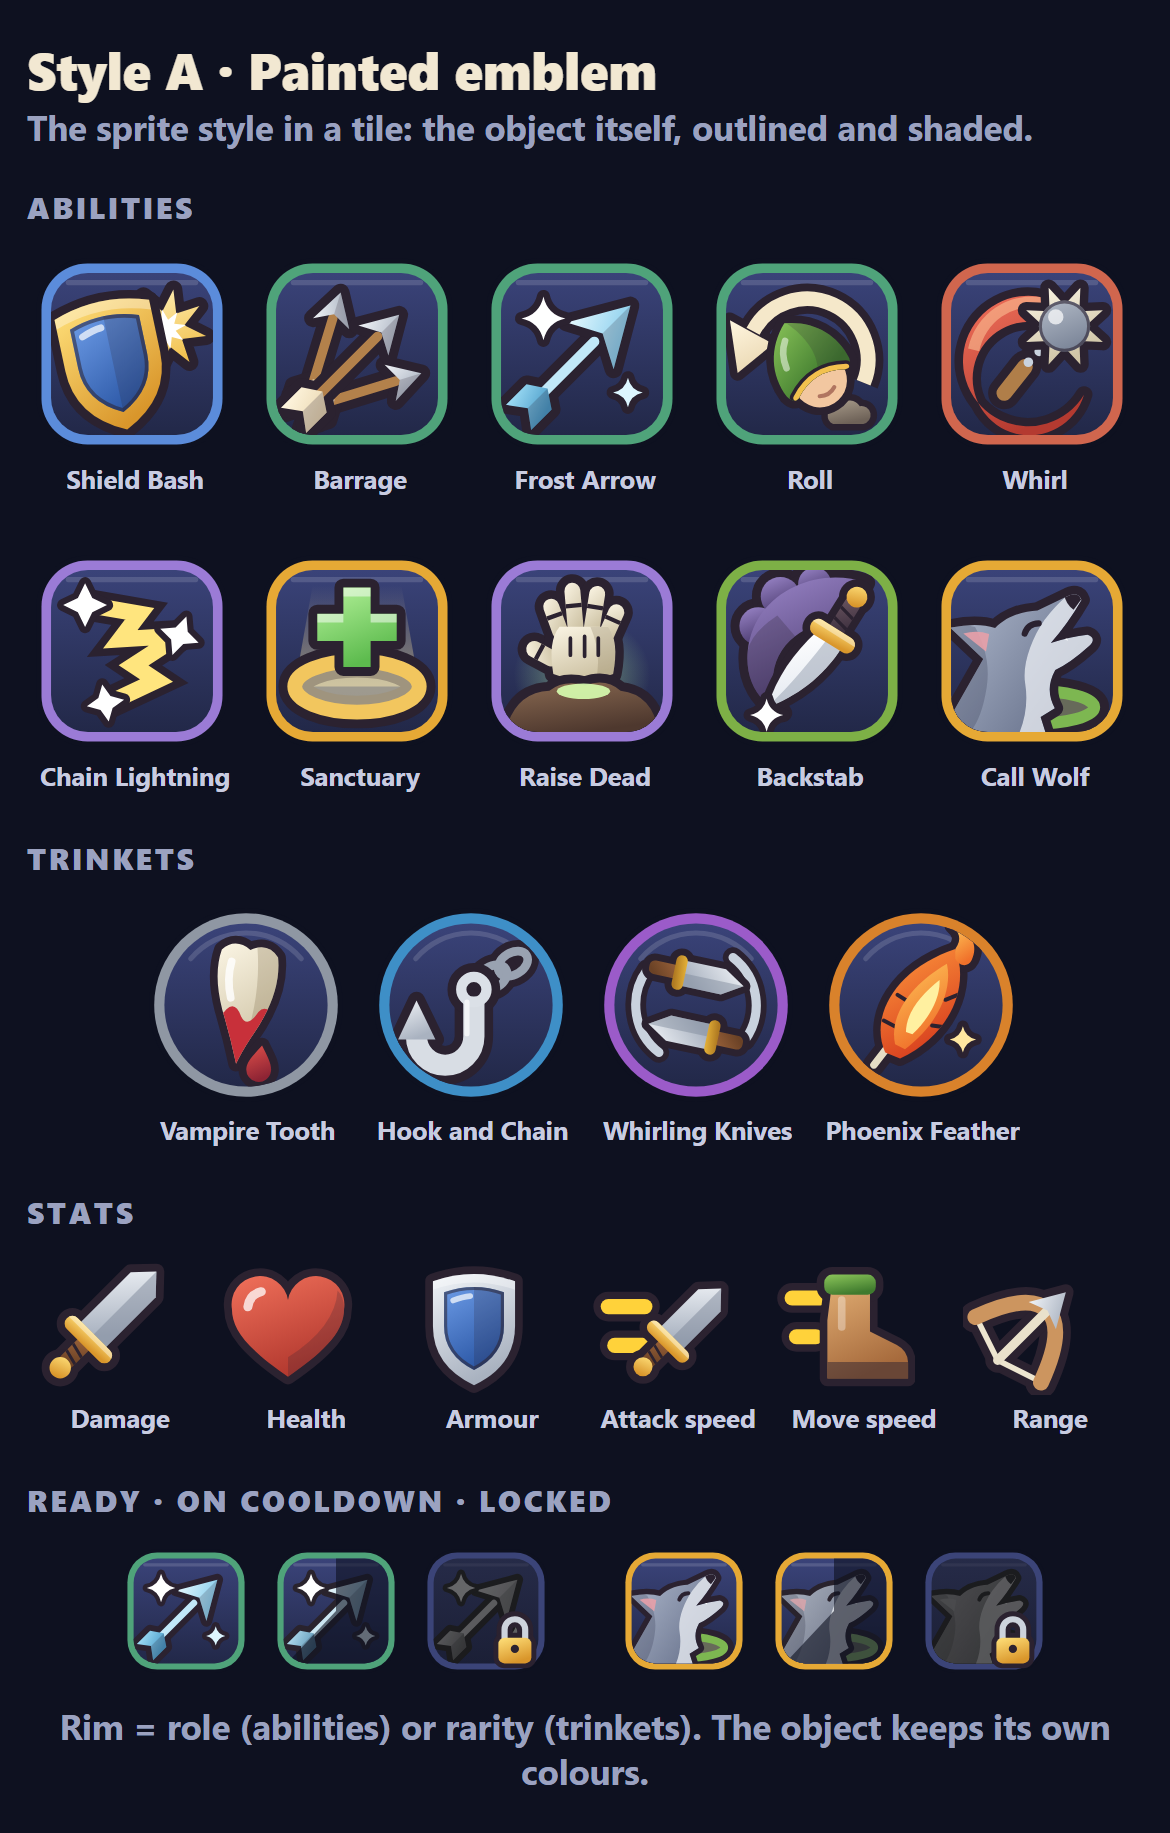 Style A · Painted emblem
The sprite style in a tile: the object itself, outlined and shaded.
ABILITIES
Shield Bash
Barrage
Frost Arrow
Roll
Whirl
Chain Lightning
Sanctuary
Raise Dead
Backstab
Call Wolf
TRINKETS
Vampire Tooth
Hook and Chain
Whirling Knives
Phoenix Feather
STATS
Damage
Health
Armour
Attack speed
Move speed
Range
READY · ON COOLDOWN · LOCKED
Rim = role (abilities) or rarity (trinkets). The object keeps its own
colours.